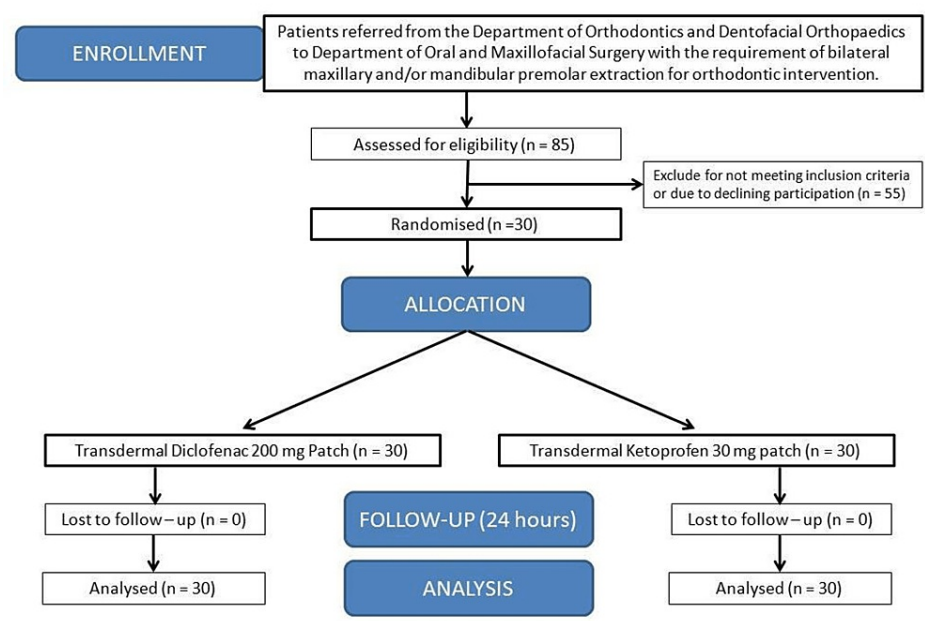 ENROLLMENT
Patients referred from the Department of Orthodontics and Dentofacial Orthopaedics
to Department of Oral and Maxillofacial Surgery with the requirement of bilateral
maxillary and/or mandibular premolar extraction for orthodontic intervention.
Assessed for eligibility (n = 85)
Exclude for not meeting inclusion criteria
or due to declining participation (n = 55)
Randomised (n =30)
ALLOCATION
Transdermal Diclofenac 200 mg Patch (n = 30)
Transdermal Ketoprofen 30 mg patch (n = 30)
Lost to follow – up (n = 0)
FOLLOW-UP (24 hours)
Lost to follow – up (n = 0)
Analysed (n = 30)
ANALYSIS
Analysed (n = 30)